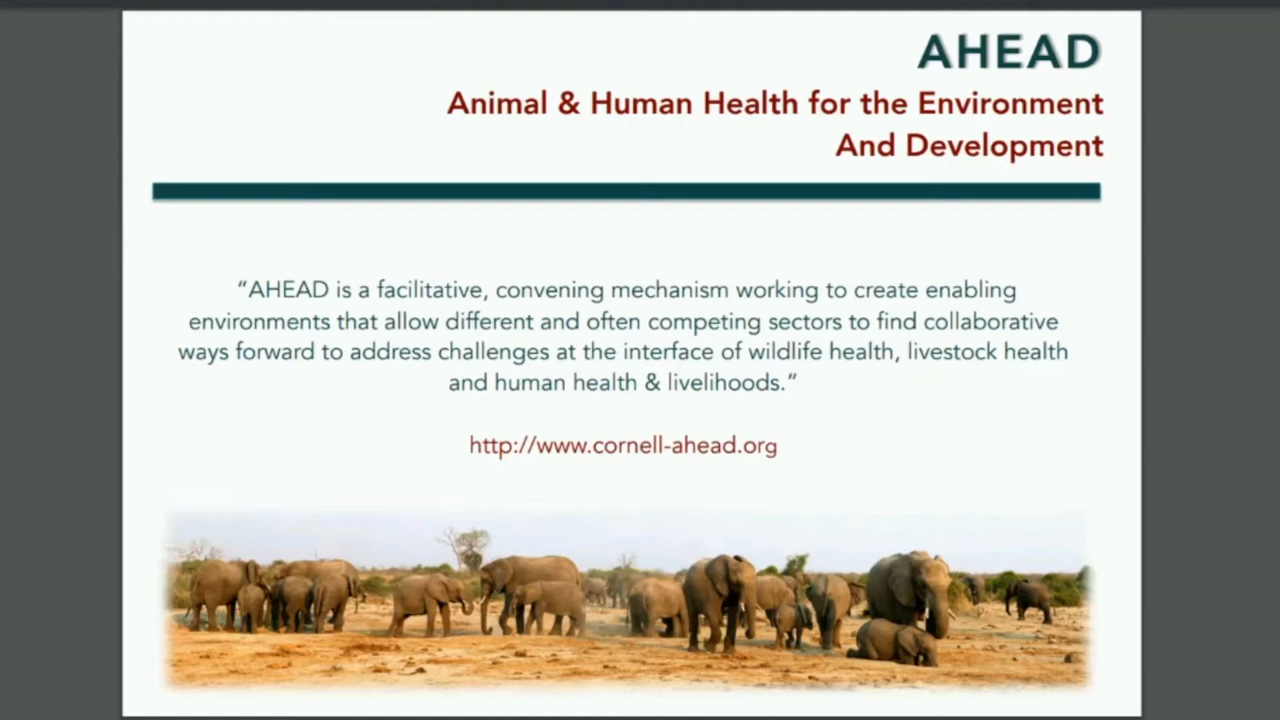 AHEAD
Animal & Human Health for the Environment
And Development
“AHEAD is a facilitative, convening mechanism working to create enabling
environments that allow different and often competing sectors to find collaborative
ways forward to address challenges at the interface of wildlife health, livestock health
and human health & livelihoods.”
http://www.cornell-ahead.org